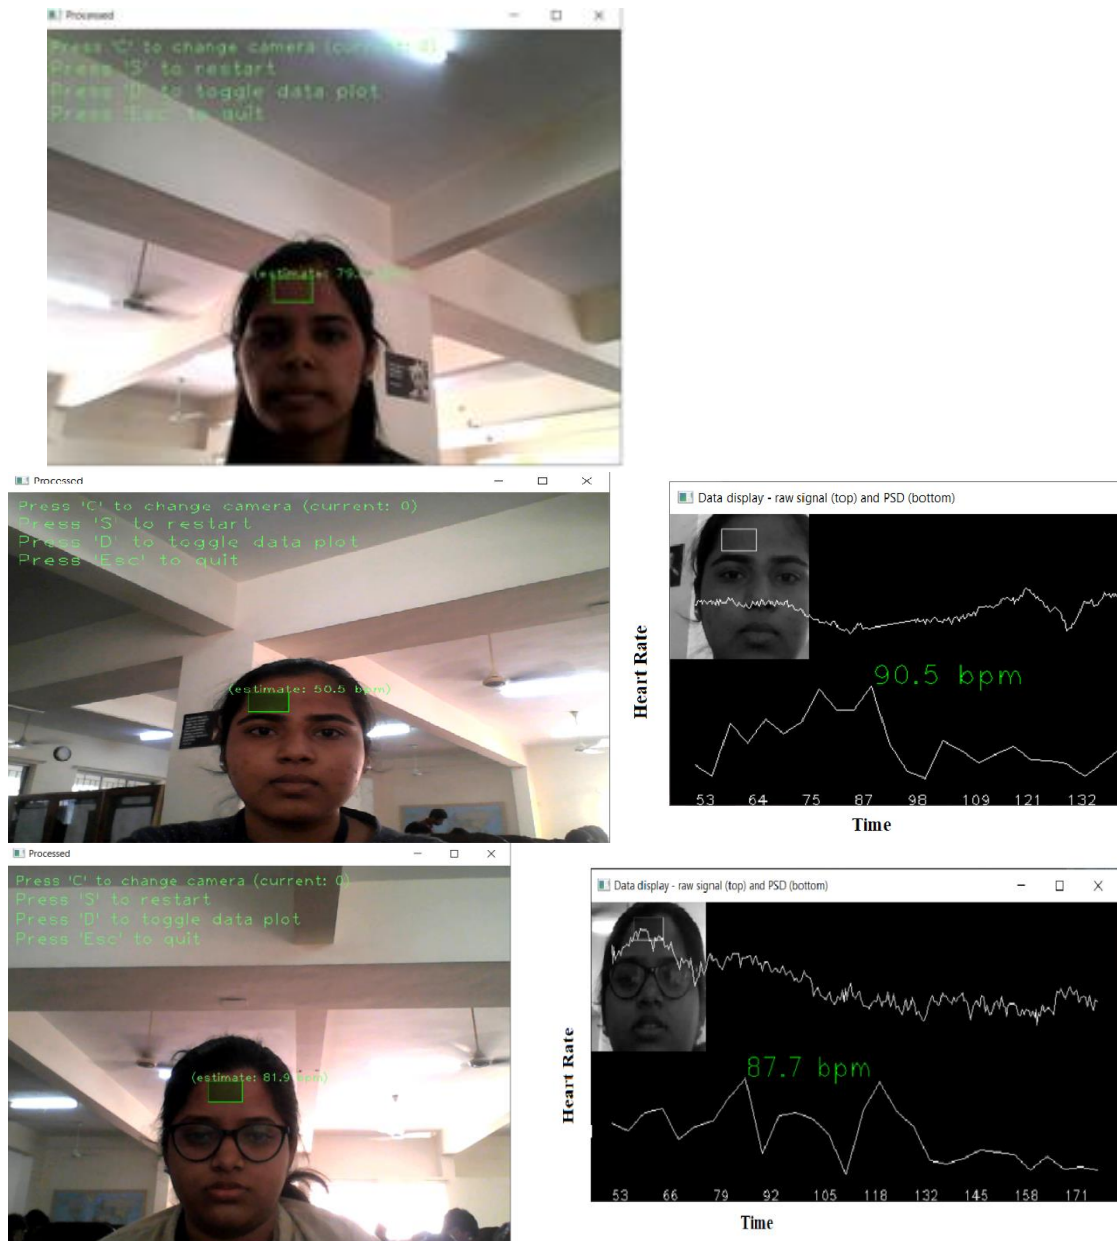 Processed
Press 'C' to change camera (current: 0)
Press 'S' to restart
Press 'D' to toggle data plot
Press 'Esc' to quit
(estimate: 79.
Processed
Press 'C' to change camera (current: 0)
Press 'S' to restart
Press 'D' to toggle data plot
Press 'Esc' to quit
(estimate: 50.5 bpm)
Data display - raw signal (top) and PSD (bottom)
Heart Rate
90.5 bpm
53 64 75 87 98 109 121 132
Time
Processed
Press 'C' to change camera (current: 0)
Press 'S' to restart
Press 'D' to toggle data plot
Press 'Esc' to quit
(estimate: 81.9 bpm)
Data display - raw signal (top) and PSD (bottom)
Heart Rate
87.7 bpm
53 66 79 92 105 118 132 145 158 171
Time